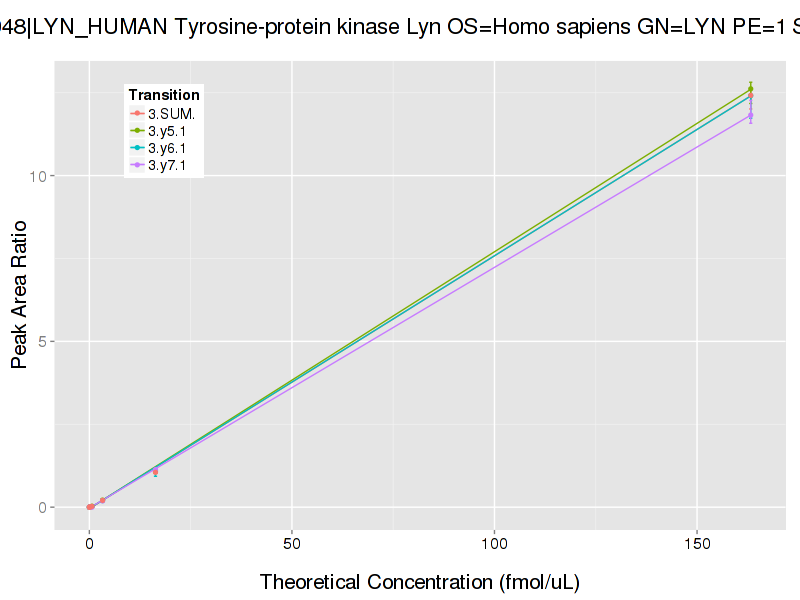 948|LYN_HUMAN Tyrosine-protein kinase Lyn OS=Homo sapiens GN=LYN PE=1 S
Transition
3.SUM.
3.y5.1
3.y6.1
3.y7.1
10
5
0
Peak Area Ratio
0 50 100 150
Theoretical Concentration (fmol/uL)